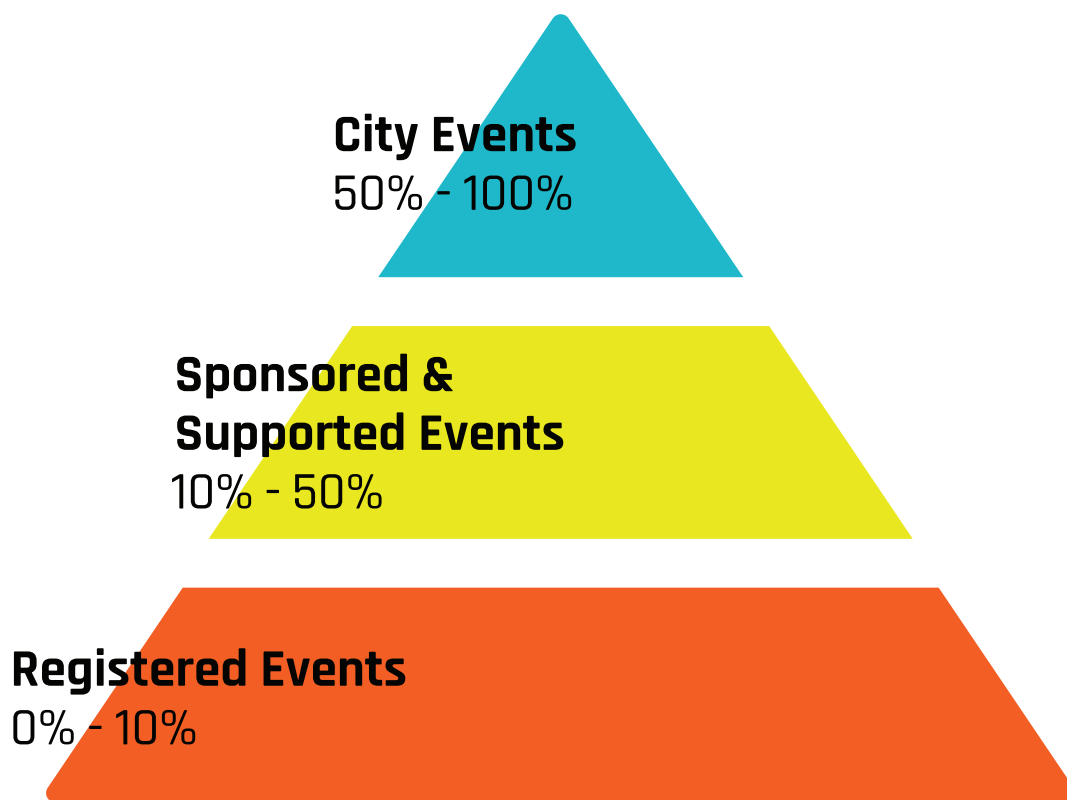 City Events
50% - 100%
Sponsored &
Supported Events
10% - 50%
Registered Events
0% - 10%